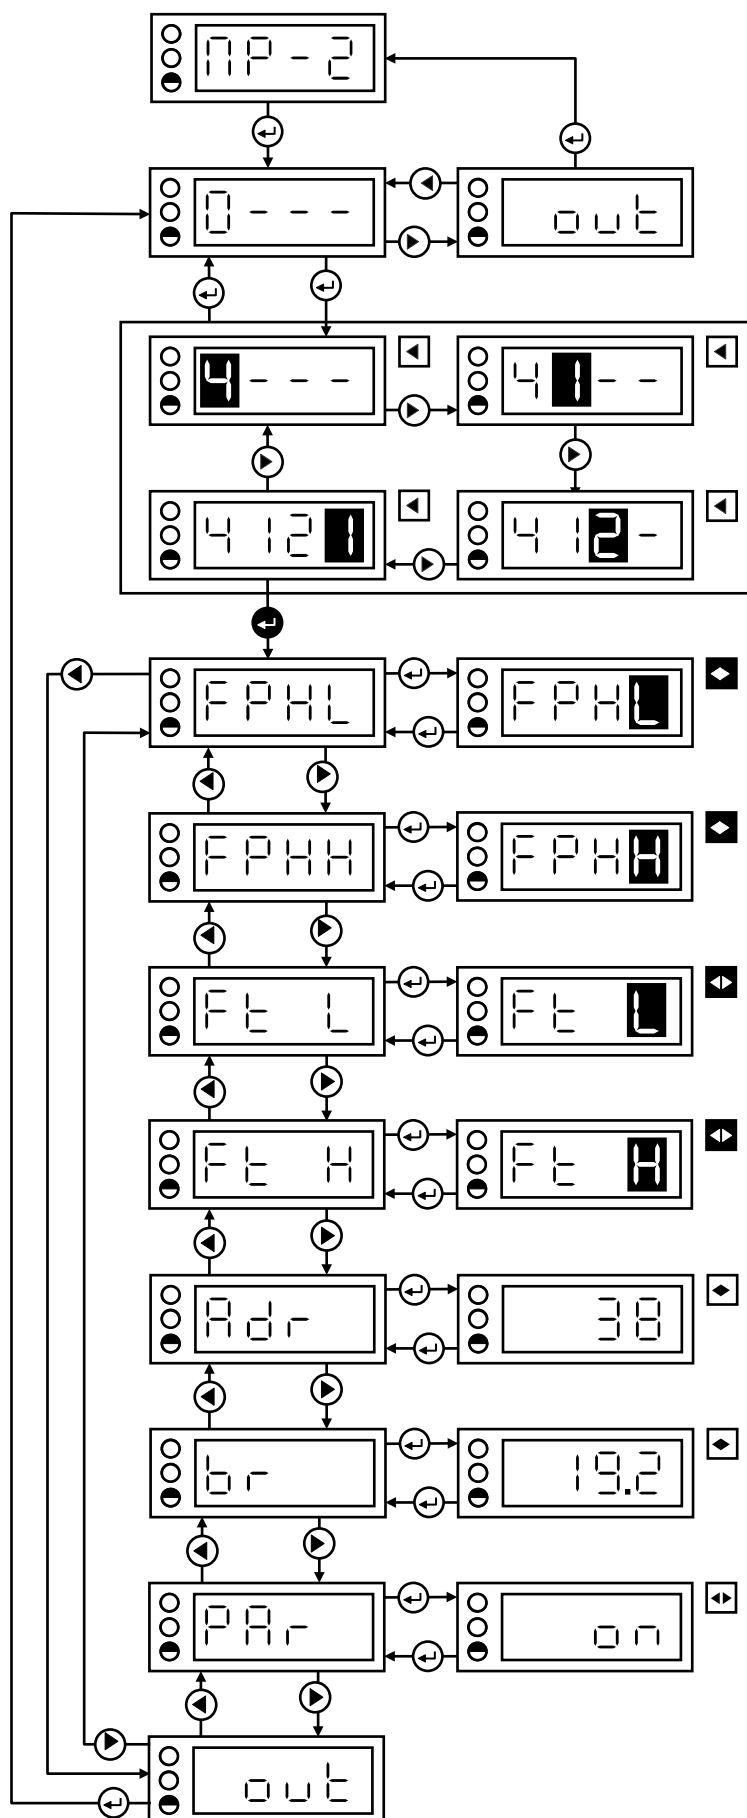 ПР-2
0---
out
4---
41--
4121
412-
FPHL
FPHL
FPHH
FPHH
Ft L
Ft L
Ft H
Ft H
Adr
38
br
19.2
PAr
on
out